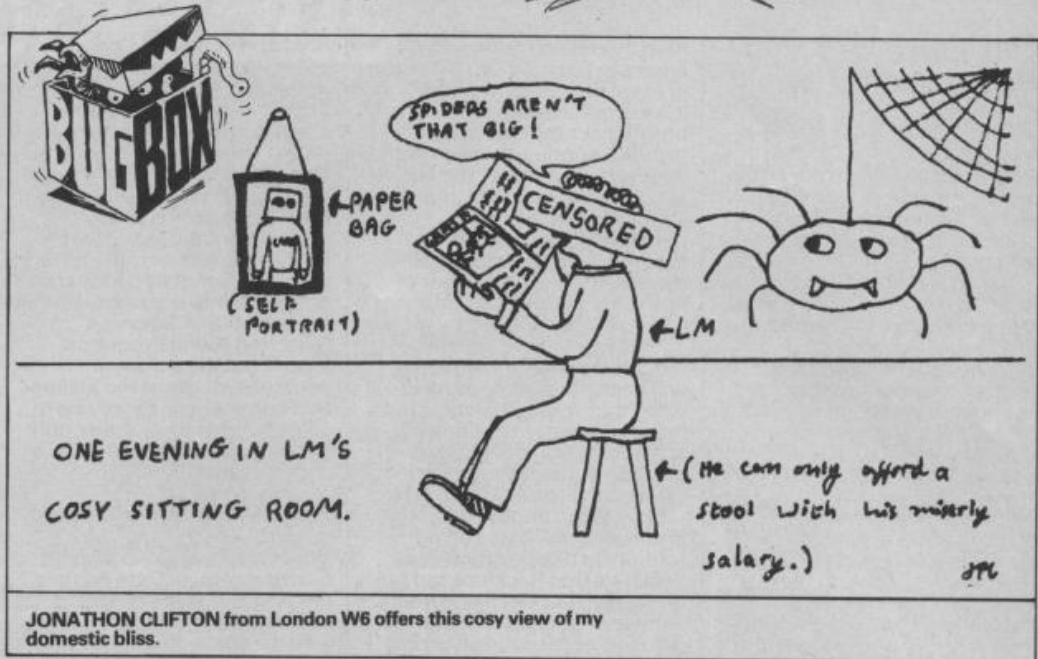 BUGBOX
SPIDERS AREN'T
THAT BIG!
CENSORED
PAPER
BAG
(SELF
PORTRAIT)
LM
ONE EVENING IN LM'S
COSY SITTING ROOM.
(He can only afford a
stool with his miserly
salary.)
JONATHON CLIFTON from London W6 offers this cosy view of my
domestic bliss.